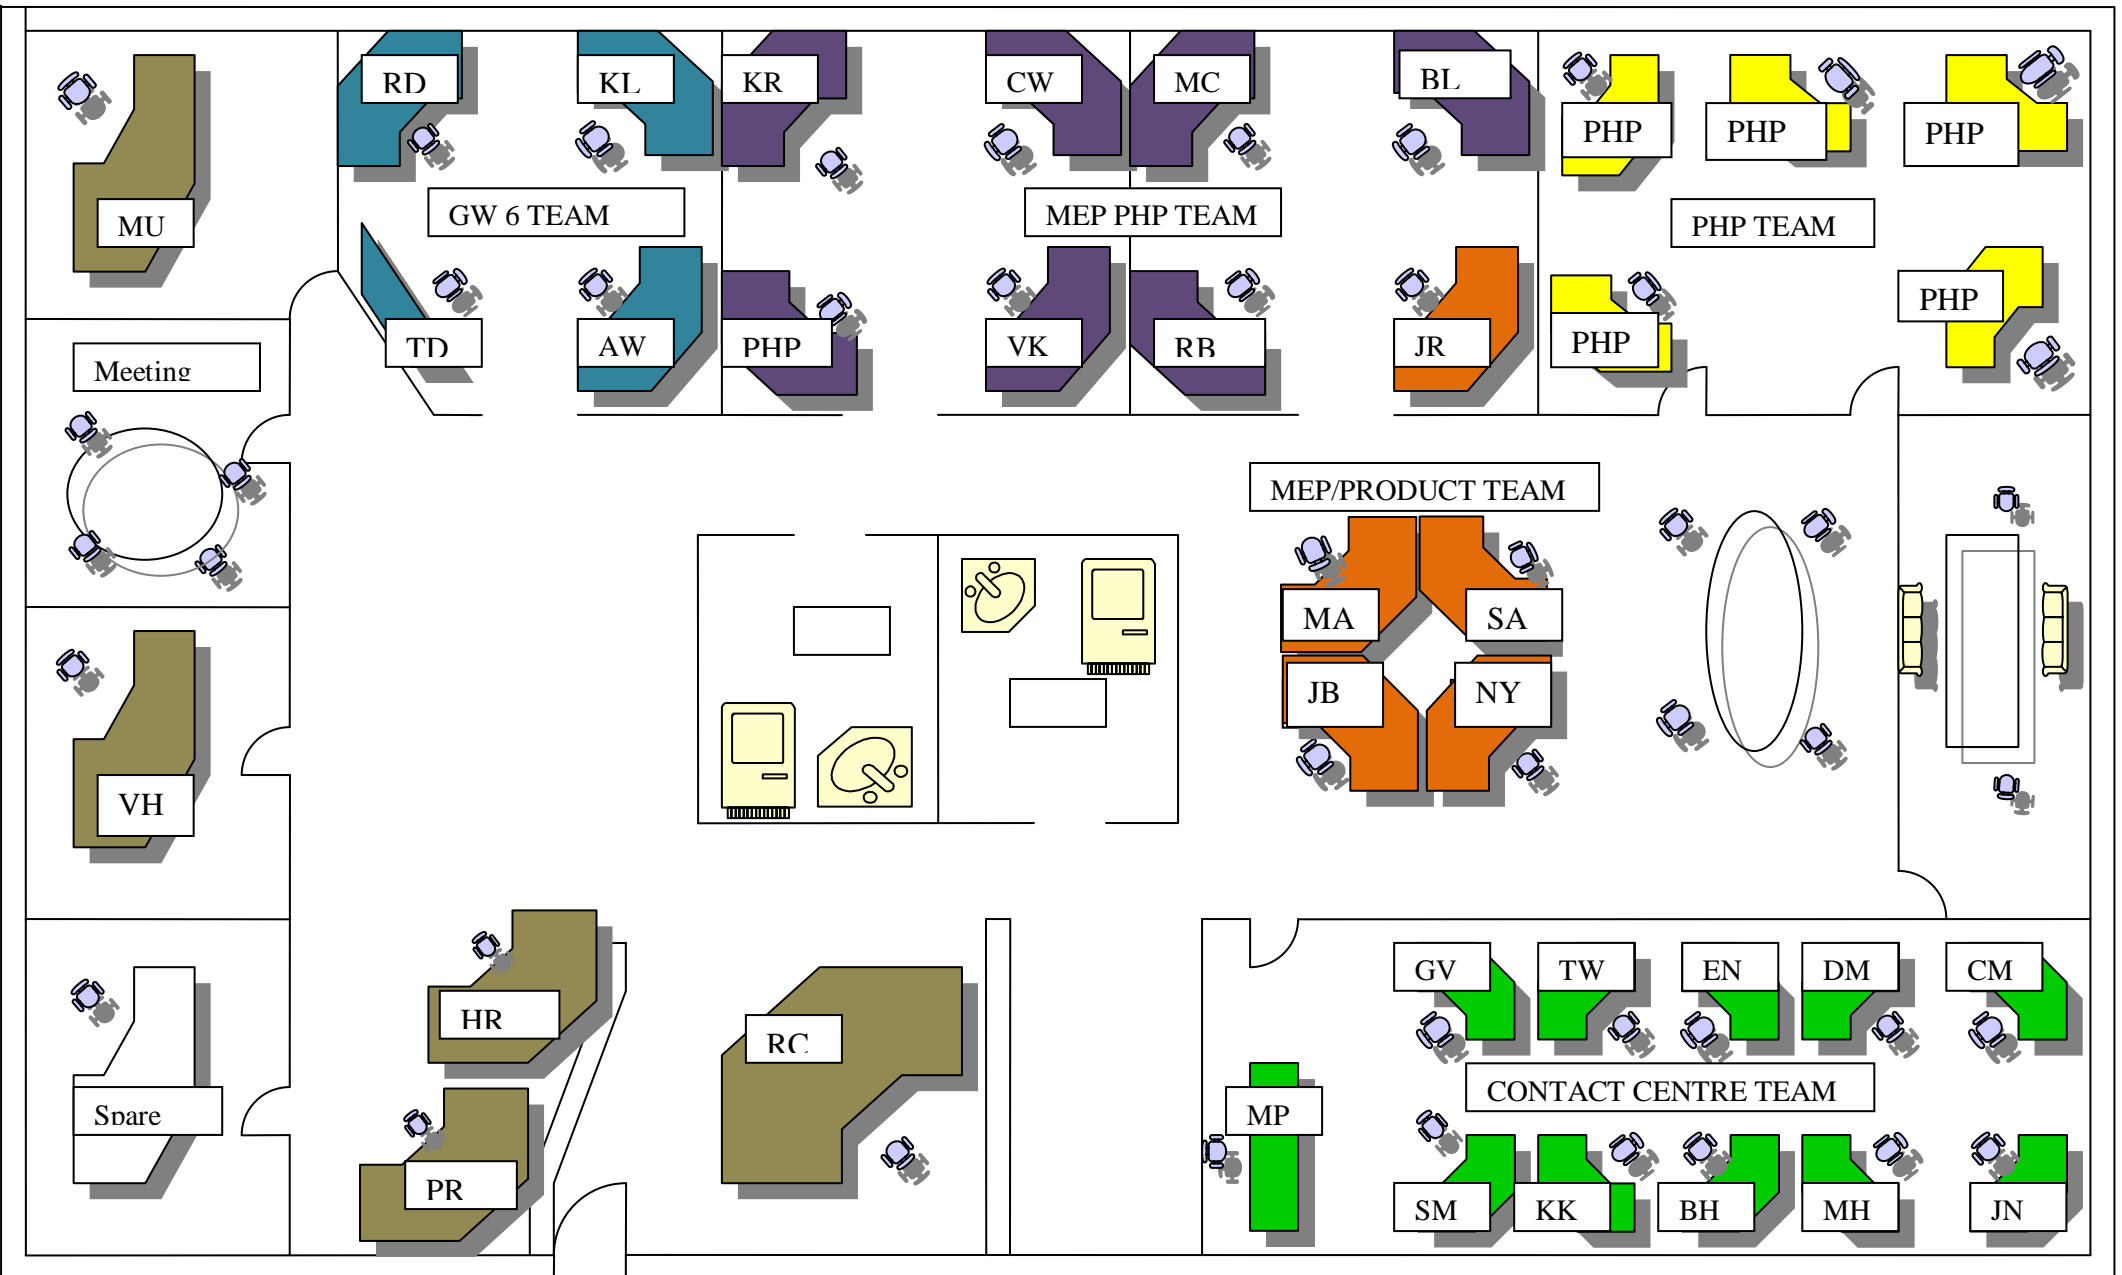 RD
KL
KR
CW
MC
BL
PHP
PHP
PHP
MU
GW 6 TEAM
MEP PHP TEAM
PHP TEAM
PHP
TD
AW
PHP
VK
RB
JR
PHP
Meeting
MEP/PRODUCT TEAM
MA
SA
JB
NY
VH
GV
TW
EN
DM
CM
HR
RC
CONTACT CENTRE TEAM
Spare
MP
PR
SM
KK
BH
MH
JN